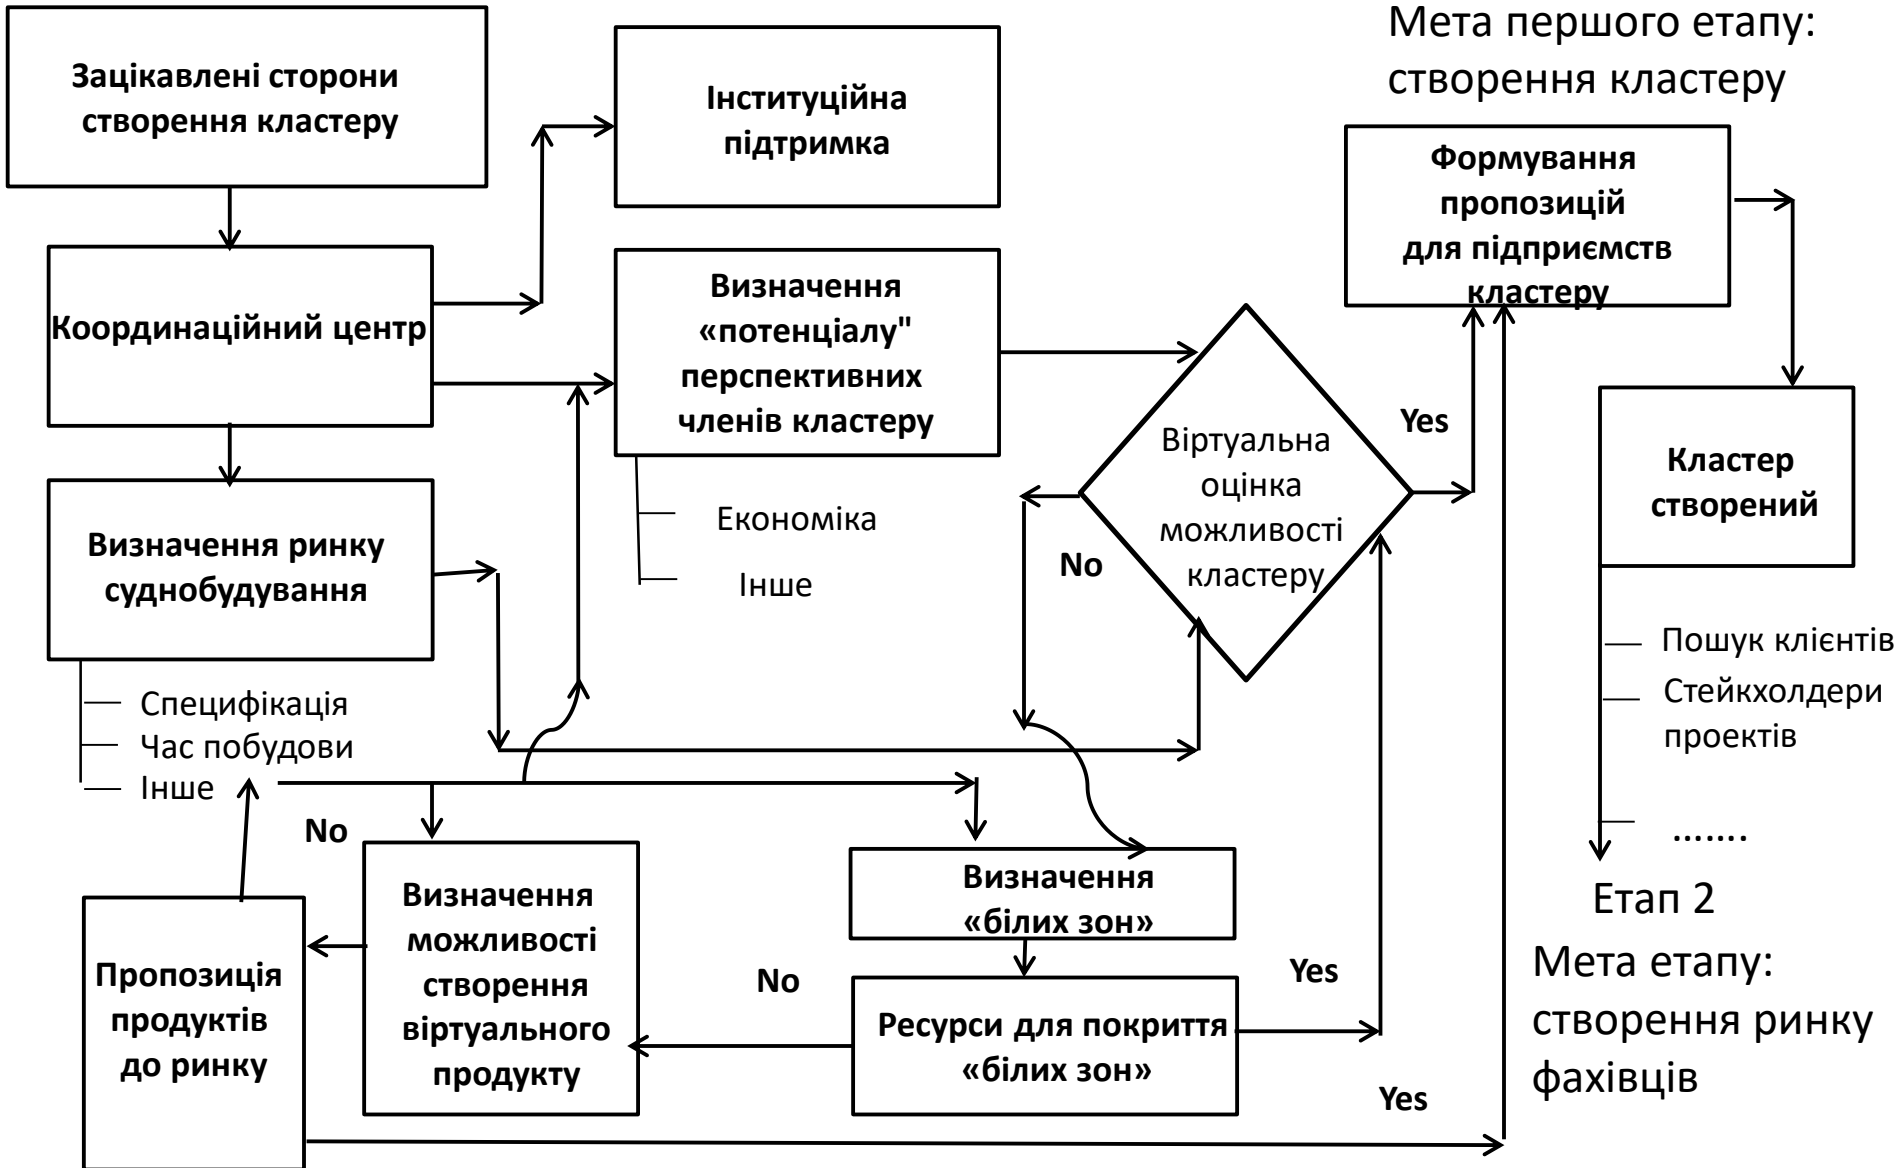 Мета першого етапу:
створення кластеру
Зацікавлені сторони
створення кластеру
Інституційна
підтримка
Формування
пропозицій
для підприємств
кластеру
Координаційний центр
Визначення
«потенціалу"
перспективних
членів кластеру
Економіка
Інше
Віртуальна
оцінка
можливості
кластеру
Yes
No
Кластер
створений
Пошук клієнтів
Стейкхолдери
проектів
.......
Визначення ринку
суднобудування
Специфікація
Час побудови
Інше
No
Визначення
можливості
створення
віртуального
продукту
Визначення
«білих зон»
No
Yes
Ресурси для покриття
«білих зон»
Пропозиція
продуктів
до ринку
Yes
Етап 2
Мета етапу:
створення ринку
фахівців